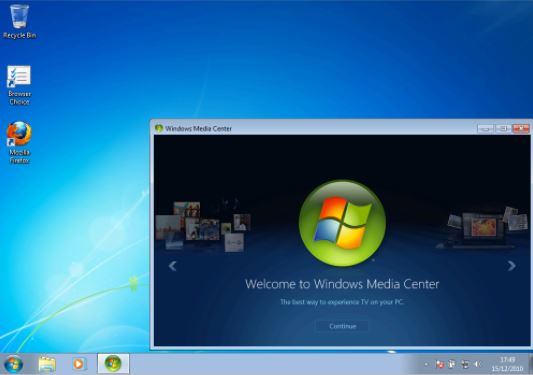 Recycle Bin
Browser
Choice
Mozilla
Firefox
Windows Media Center
Welcome to Windows Media Center
The best way to experience TV on your PC.
Continue
17:49
15/12/2010